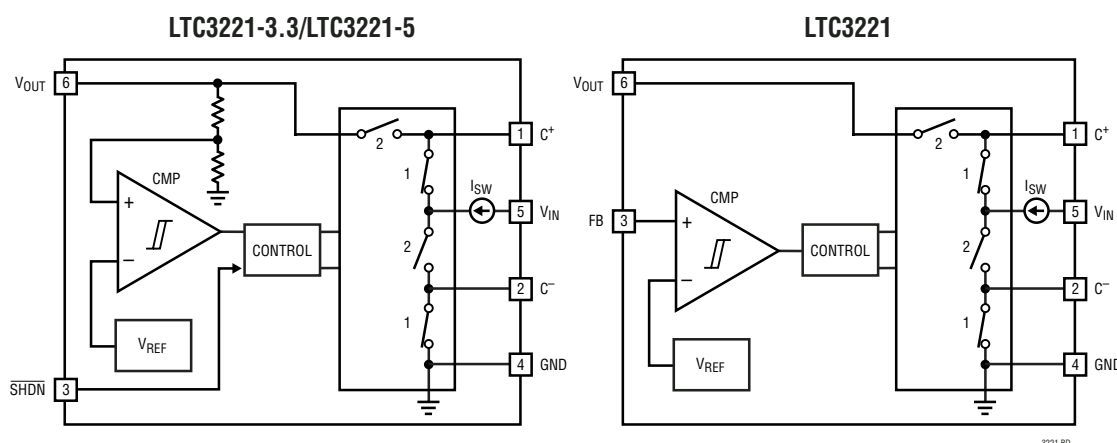 LTC3221-3.3/LTC3221-5
VOUT
6
2
1
C+
1
CMP
ISW
+
5
VIN
CONTROL
2
–
2
C–
1
VREF
4
GND
SHDN
3
LTC3221
VOUT
6
2
1
C+
1
CMP
ISW
FB
3
+
5
VIN
CONTROL
2
–
2
C–
1
VREF
4
GND
3221 BD